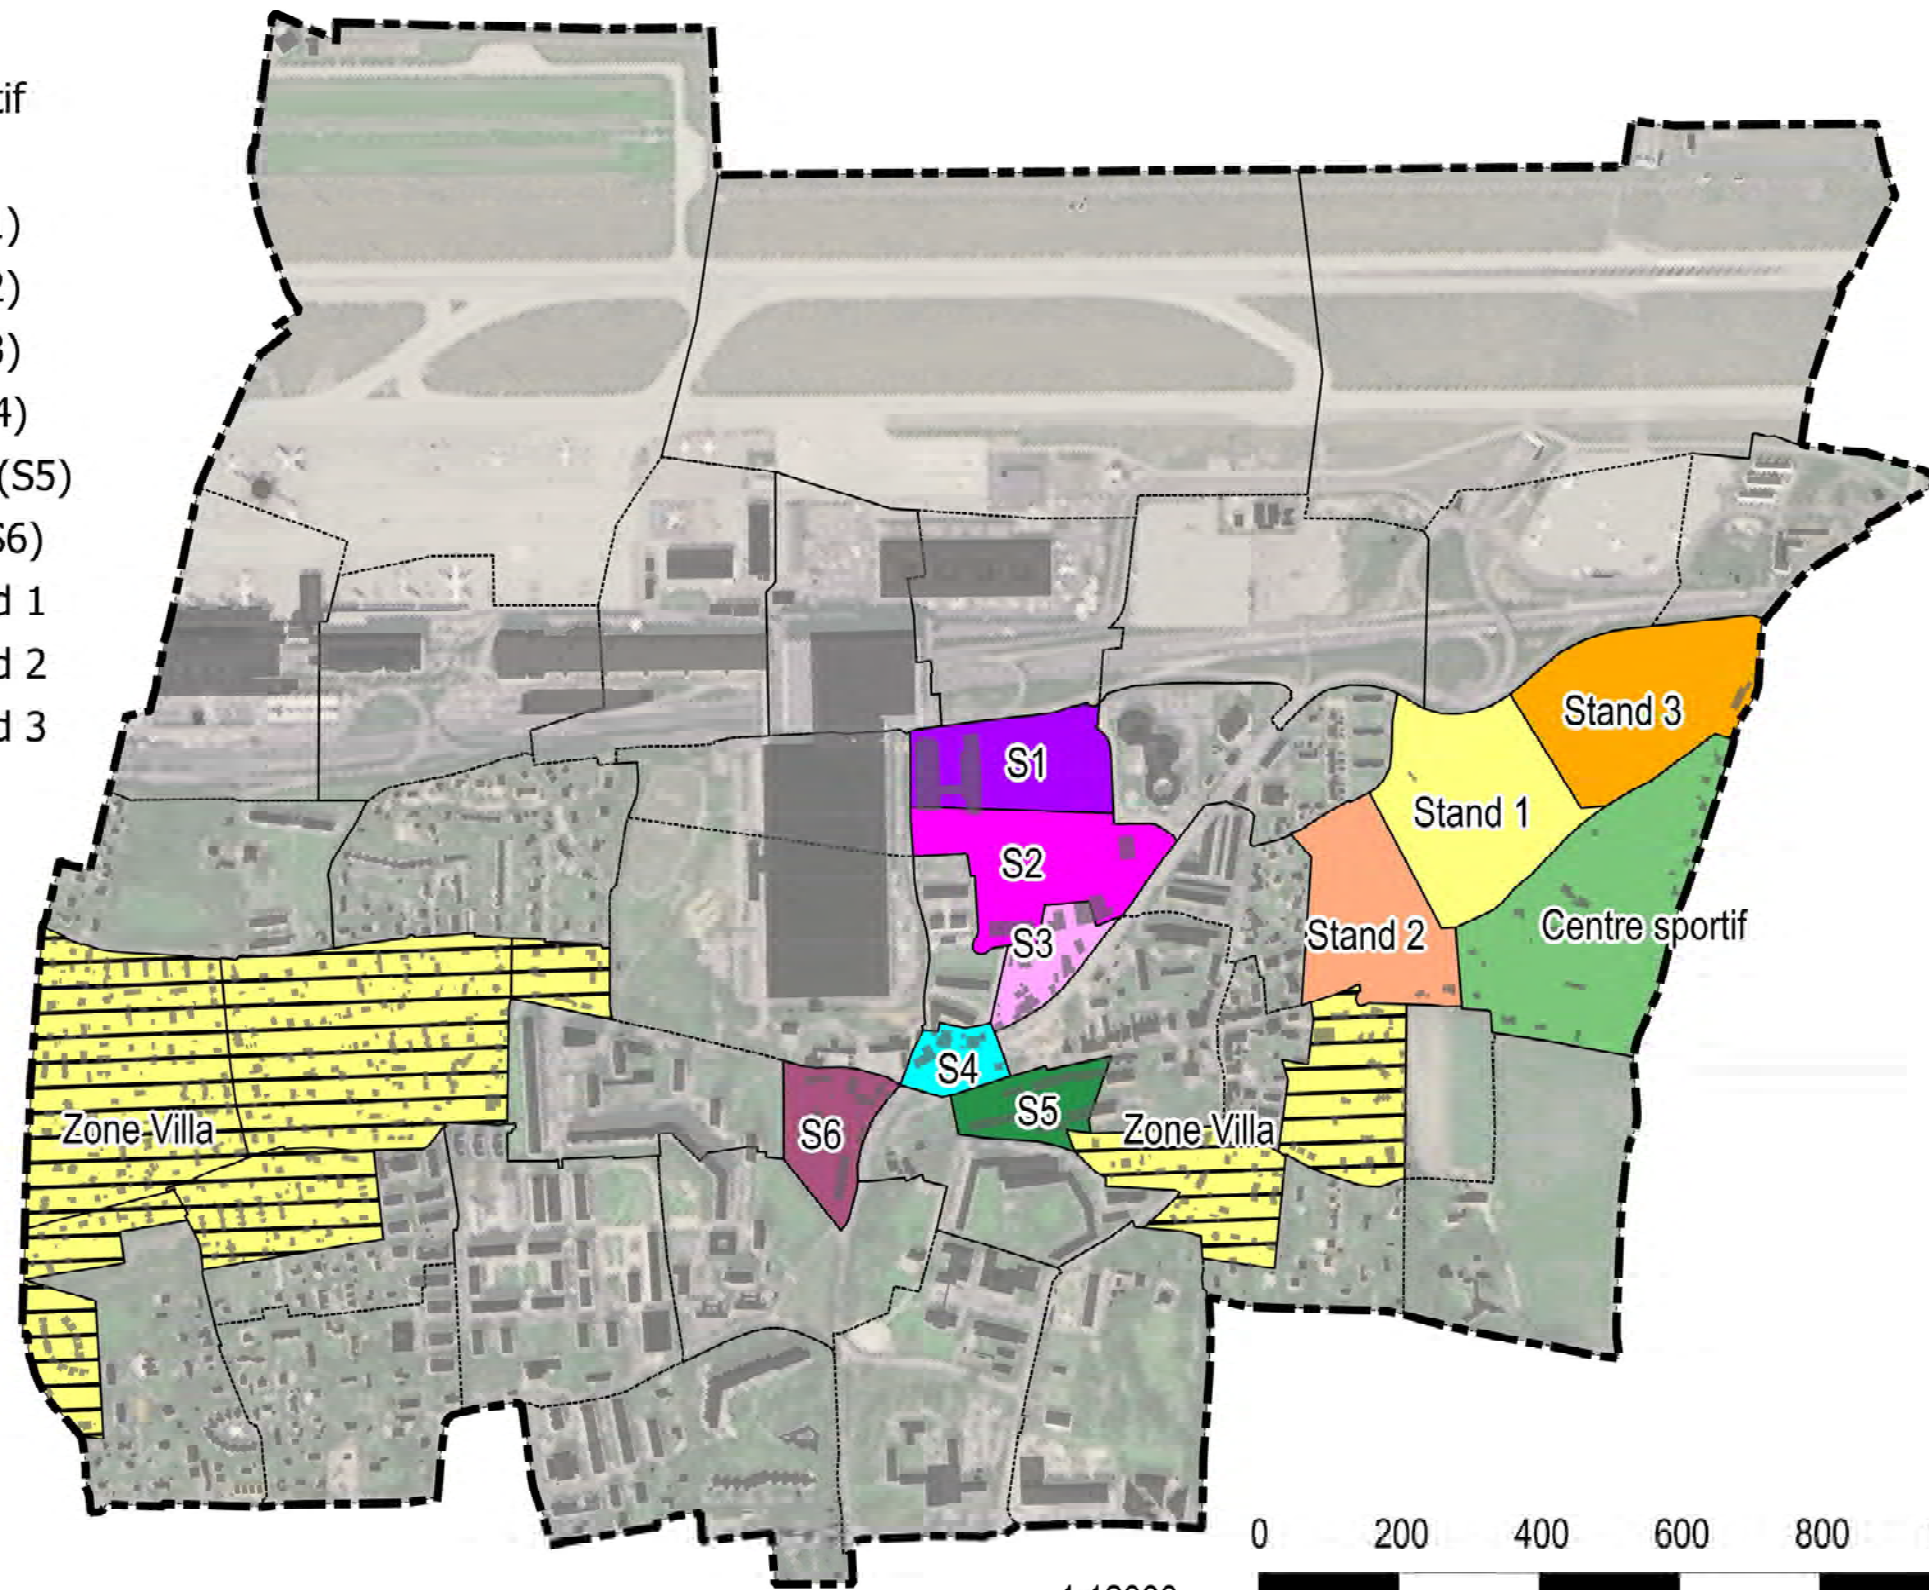 tif
1)
2)
3)
4)
(S5)
S6)
d 1
d 2
d 3
Stand 3
S1
Stand 1
S2
Centre sportif
Stand 2
S3
S4
S5
Zone Villa
Zone Villa
S6
0 200 400 600 800